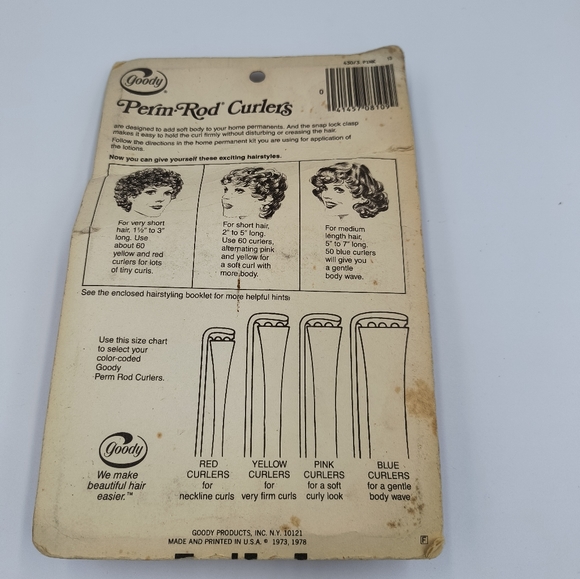 Goody®
Perm-Rod® Curlers
0
41457 08109
are designed to add soft body to your home permanents. And the snap lock clasp
makes it easy to hold the curl firmly without disturbing or creasing the hair.
Follow the directions in the home permanent kit you are using for application of
the lotions.
Now you can give yourself these exciting hairstyles.
For very short
hair, 1½" to 3"
long. Use
about 60
yellow and red
curlers for lots
of tiny curls.
For short hair,
2" to 5" long.
Use 60 curlers,
alternating pink
and yellow for
a soft curl with
more body.
For medium
length hair,
5" to 7" long.
50 blue curlers
will give you
a gentle
body wave.
See the enclosed hairstyling booklet for more helpful hints.
Use this size chart
to select your
color-coded
Goody
Perm Rod Curlers.
Goody®
We make
beautiful hair
easier.™
RED
CURLERS
for
neckline curls
YELLOW
CURLERS
for
very firm curls
PINK
CURLERS
for a soft
curly look
BLUE
CURLERS
for a gentle
body wave
GOODY PRODUCTS, INC. N.Y. 10121
MADE AND PRINTED IN U.S.A. © 1973, 1978
F